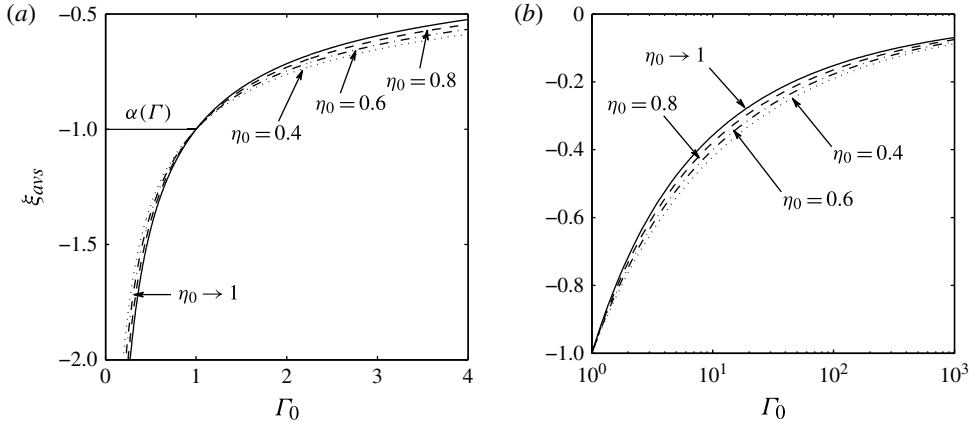 (a)
−0.5
−1.0
−1.5
−2.0
ξavs
α(Γ)
η0 = 0.8
η0 = 0.6
η0 = 0.4
η0 → 1
0 1 2 3 4
Γ0
(b)
0
−0.2
−0.4
−0.6
−0.8
−1.0
η0 → 1
η0 = 0.8
η0 = 0.4
η0 = 0.6
10^0 10^1 10^2 10^3
Γ0